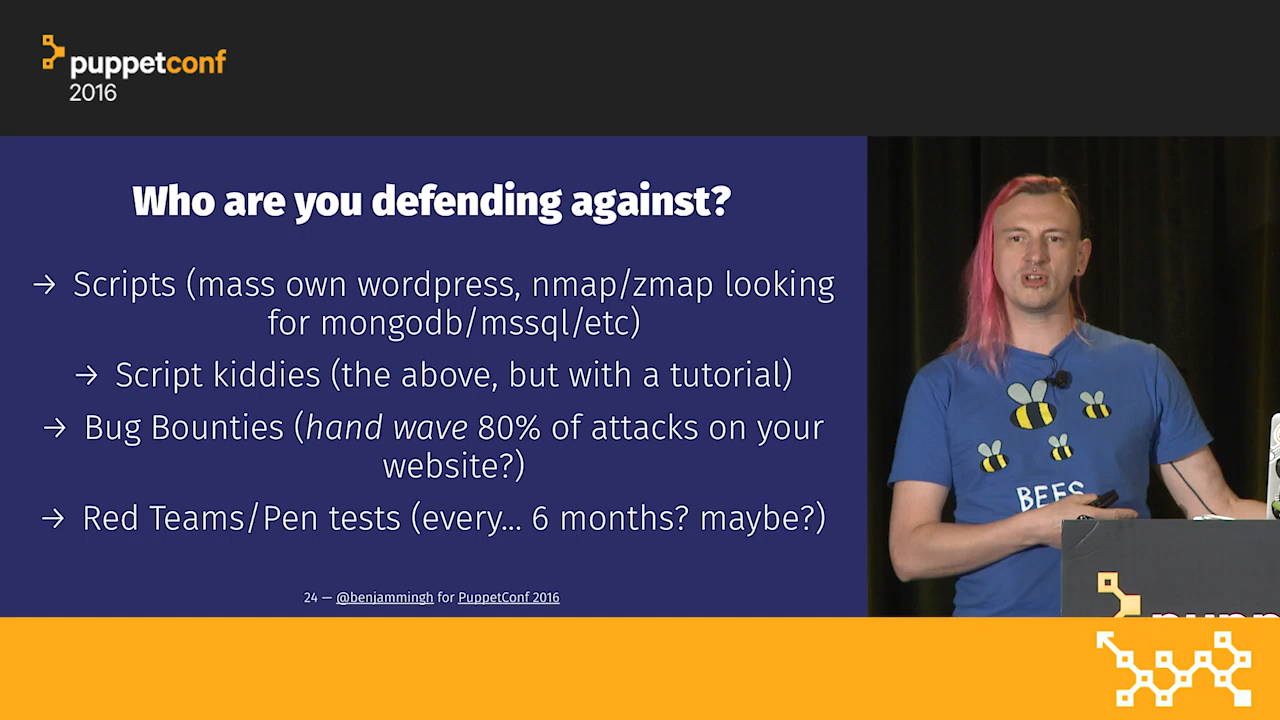 puppetconf
2016
Who are you defending against?
→ Scripts (mass own wordpress, nmap/zmap looking
for mongodb/mssql/etc)
→ Script kiddies (the above, but with a tutorial)
→ Bug Bounties (hand wave 80% of attacks on your
website?)
→ Red Teams/Pen tests (every... 6 months? maybe?)
24 — @benjammingh for PuppetConf 2016
BEES